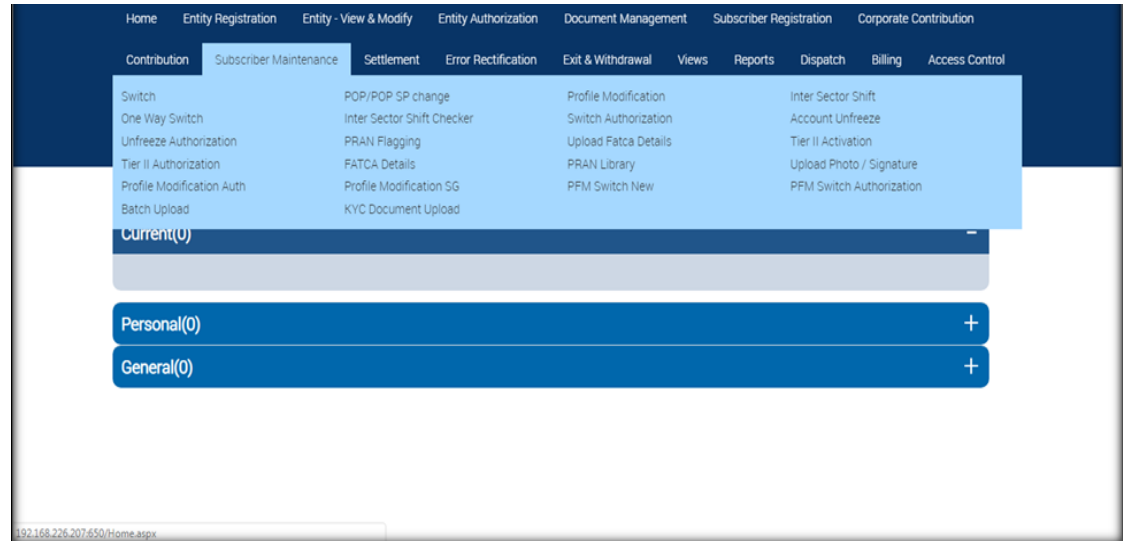 Home Entity Registration Entity - View & Modify Entity Authorization Document Management Subscriber Registration Corporate Contribution
Contribution Subscriber Maintenance Settlement Error Rectification Exit & Withdrawal Views Reports Dispatch Billing Access Control
Switch POP/POP SP change Profile Modification Inter Sector Shift
One Way Switch Inter Sector Shift Checker Switch Authorization Account Unfreeze
Unfreeze Authorization PRAN Flagging Upload Fatca Details Tier II Activation
Tier II Authorization FATCA Details PRAN Library Upload Photo / Signature
Profile Modification Auth Profile Modification SG PFM Switch New PFM Switch Authorization
Batch Upload KYC Document Upload
Current(0) -
Personal(0) +
General(0) +
192.168.226.207:650/Home.aspx